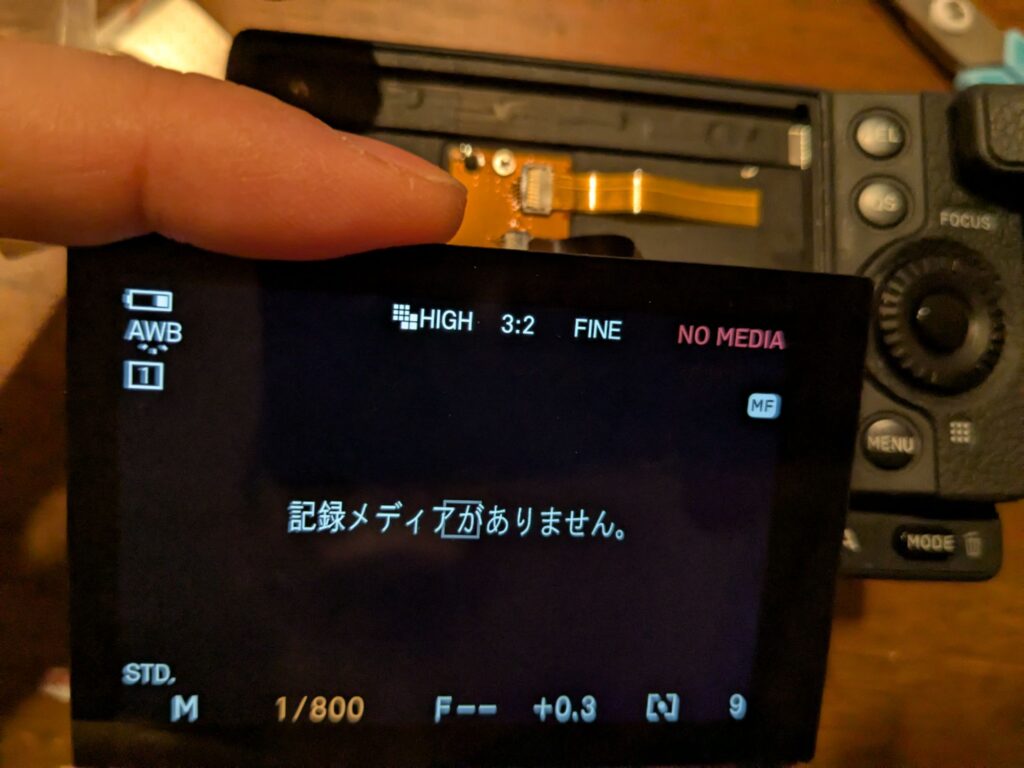 AWB
1
HIGH 3:2 FINE NO MEDIA
MF
記録メディアがありません。
STD.
M 1/800 F-- +0.3 [N] 9
QS
FOCUS
MENU
MODE